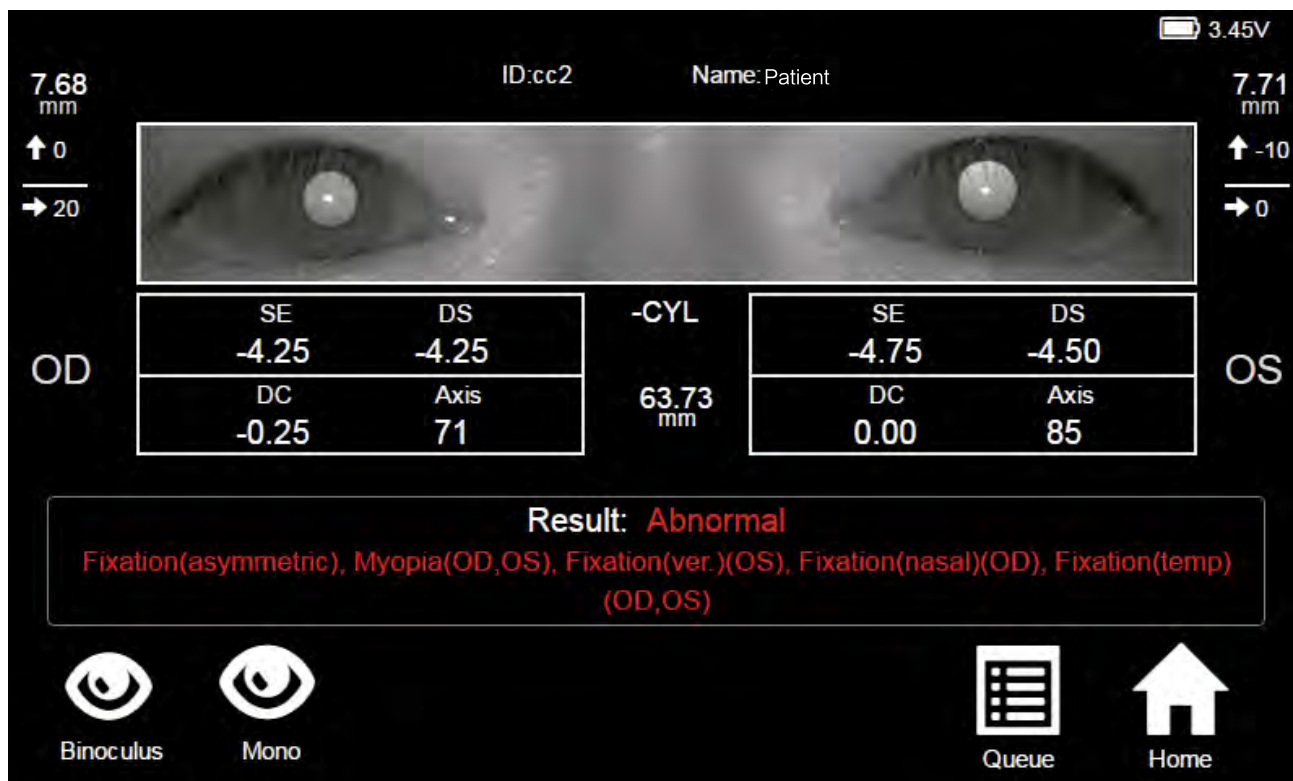 3.45V
ID:cc2 Name:Patient
7.68
mm
0
20
7.71
mm
-10
0
OD
SE DS
-4.25 -4.25
DC Axis
-0.25 71
-CYL
63.73
mm
SE DS
-4.75 -4.50
DC Axis
0.00 85
OS
Result: Abnormal
Fixation(asymmetric), Myopia(OD,OS), Fixation(ver.)(OS), Fixation(nasal)(OD), Fixation(temp)
(OD,OS)
Binoculus
Mono
Queue
Home